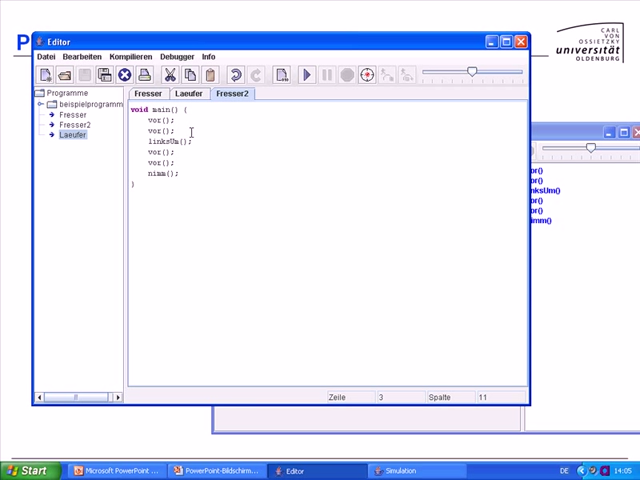 P
CARL
VON
OSSIETZKY
universität
OLDENBURG
Editor
Datei Bearbeiten Kompilieren Debugger Info
Programme
beispielprogramm
Fresser
Fresser2
Laeufer
Fresser Laeufer Fresser2
void main() {
vor();
vor();
linksUm();
vor();
vor();
nimm();
}
or()
or()
nksUm()
or()
or()
imm()
Zeile 3 Spalte 11
Start Microsoft PowerPoint ... PowerPoint-Bildschirm... Editor Simulation DE 14:05